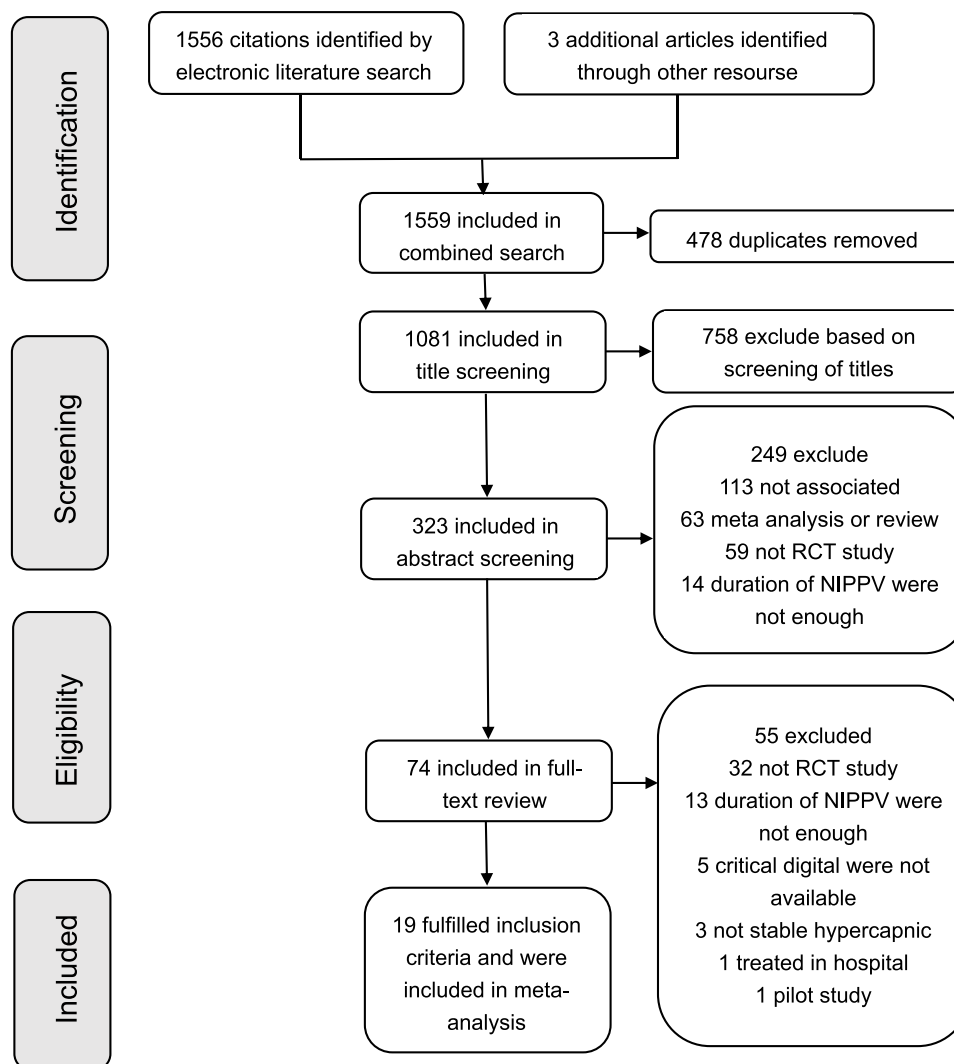 Identification
1556 citations identified by
electronic literature search
3 additional articles identified
through other resourse
1559 included in
combined search
478 duplicates removed
Screening
1081 included in
title screening
758 exclude based on
screening of titles
323 included in
abstract screening
249 exclude
113 not associated
63 meta analysis or review
59 not RCT study
14 duration of NIPPV were
not enough
Eligibility
74 included in full-
text review
55 excluded
32 not RCT study
13 duration of NIPPV were
not enough
5 critical digital were not
available
3 not stable hypercapnic
1 treated in hospital
1 pilot study
Included
19 fulfilled inclusion
criteria and were
included in meta-
analysis